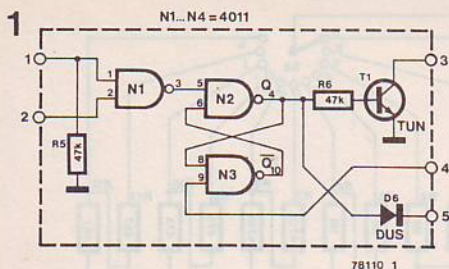 1
N1...N4 = 4011
1
2
1
2
N1
3
5
6
N2
Q
4
R6
47k
T1
TUN
3
R5
47k
8
9
N3
Q̅
10
4
D6
DUS
5
78110 1